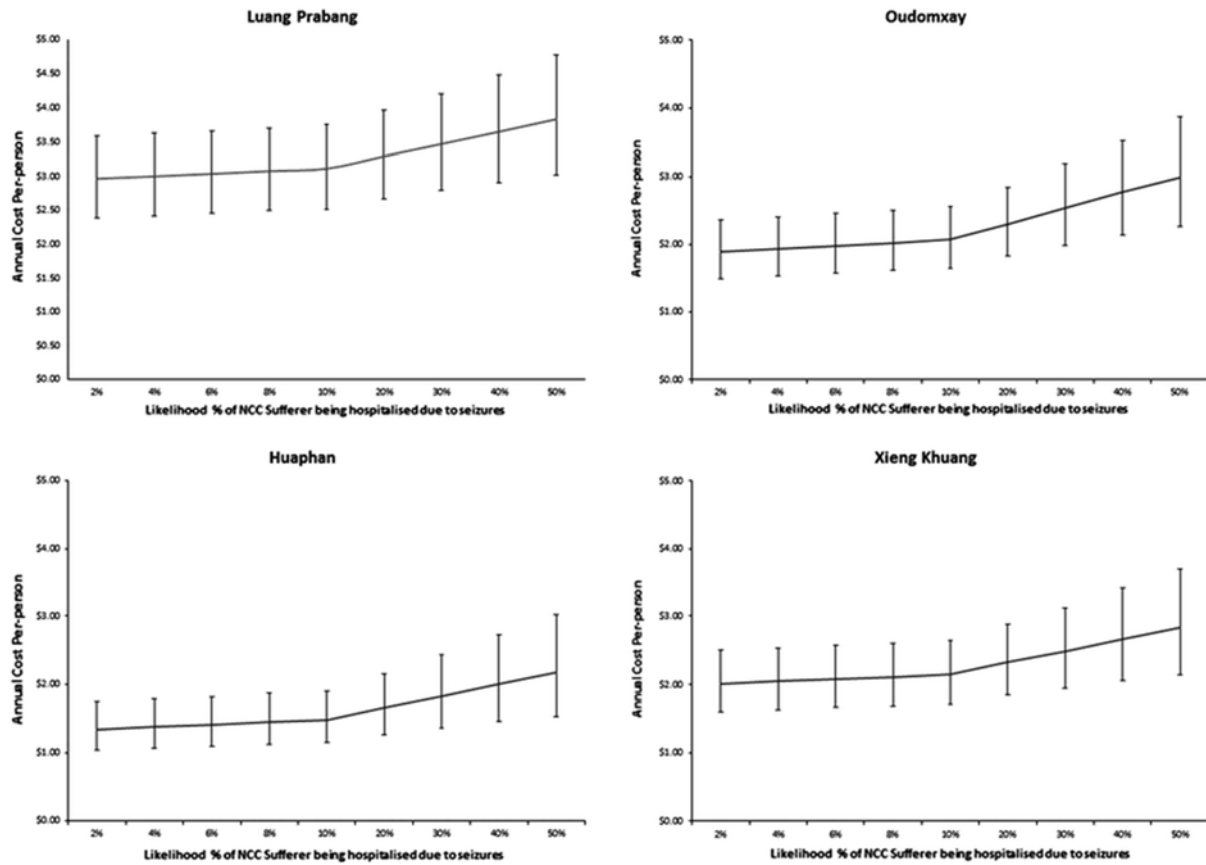 Luang Prabang
$5.00
$4.50
$4.00
$3.50
$3.00
$2.50
$2.00
$1.50
$1.00
$0.50
$0.00
Annual Cost Per-person
2% 4% 6% 8% 10% 20% 30% 40% 50%
Likelihood % of NCC Sufferer being hospitalised due to seizures
Oudomxay
$5.00
$4.00
$3.00
$2.00
$1.00
$0.00
Annual Cost Per-person
2% 4% 6% 8% 10% 20% 30% 40% 50%
Likelihood % of NCC Sufferer being hospitalised due to seizures
Huaphan
$5.00
$4.00
$3.00
$2.00
$1.00
$0.00
Annual Cost Per-person
2% 4% 6% 8% 10% 20% 30% 40% 50%
Likelihood % of NCC Sufferer being hospitalised due to seizures
Xieng Khuang
$5.00
$4.00
$3.00
$2.00
$1.00
$0.00
Annual Cost Per-person
2% 4% 6% 8% 10% 20% 30% 40% 50%
Likelihood % of NCC Sufferer being hospitalised due to seizures